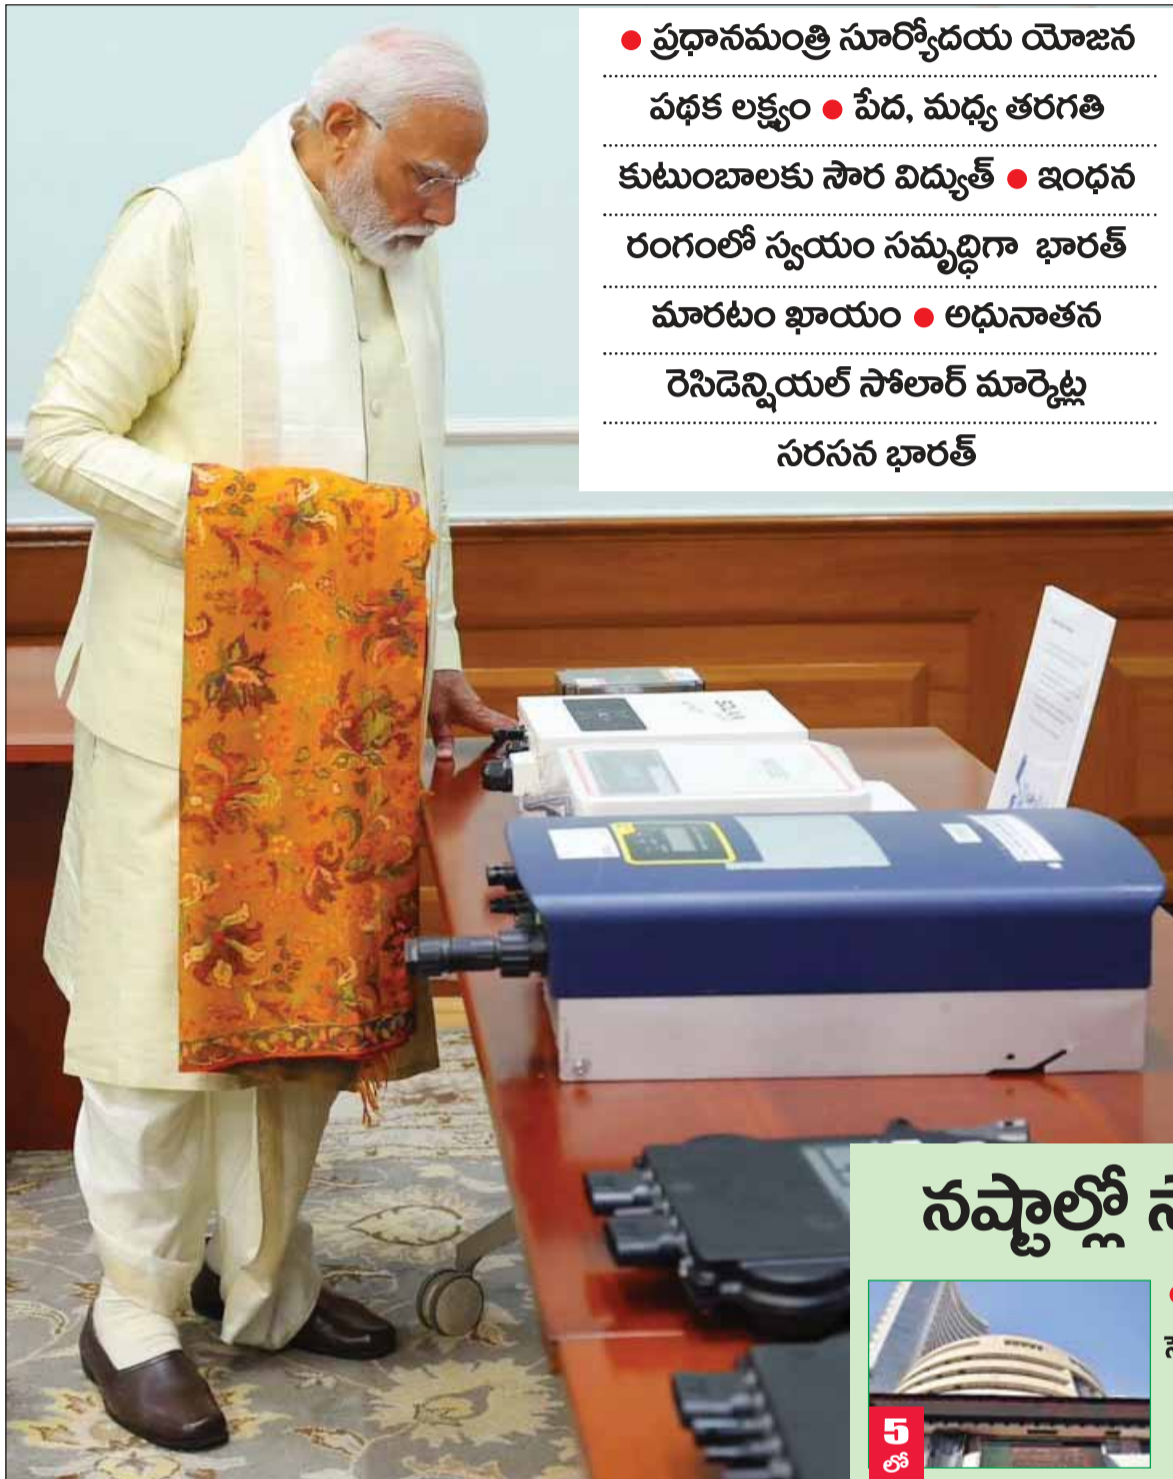 ● ప్రధానమంత్రి సూర్యోదయ యోజన
పథక లక్ష్యం ● పేద, మధ్య తరగతి
కుటుంబాలకు సౌర విద్యుత్ ● ఇంధన
రంగంలో స్వయం సమృద్ధిగా భారత్
మారటం ఖాయం ● అధునాతన
రెసిడెన్షియల్ సోలార్ మార్కెట్ల
సరసన భారత్
నష్టాల్లో
5
లో